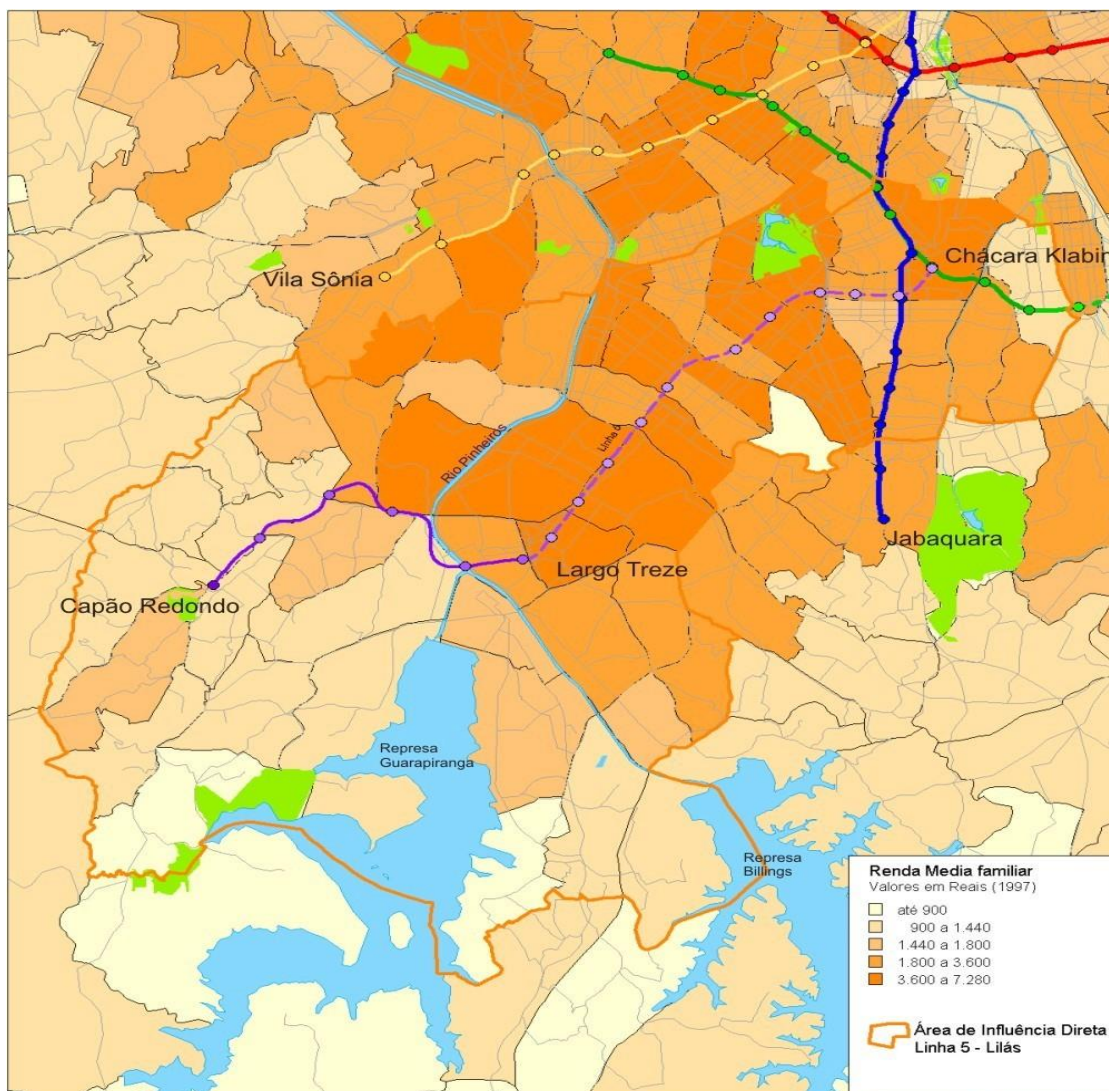 Chácara Klabin
Vila Sônia
Rio Pinheiros
Linha 5
Jabaquara
Largo Treze
Capão Redondo
Represa
Guarapiranga
Represa
Billings
Renda Media familiar
Valores em Reais (1997)
até 900
900 a 1.440
1.440 a 1.800
1.800 a 3.600
3.600 a 7.280
Área de Influência Direta
Linha 5 - Lilás